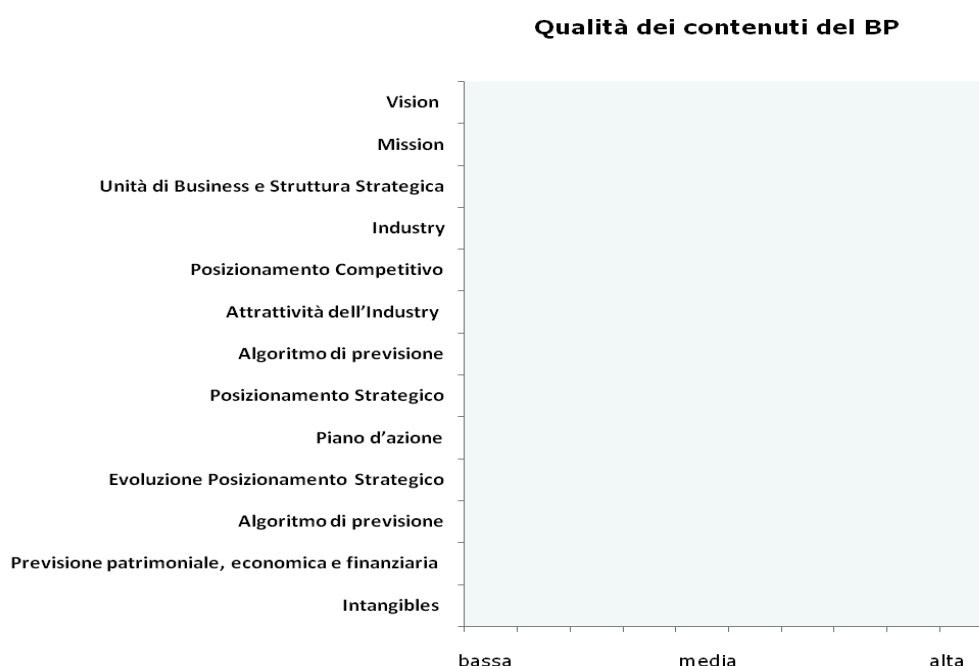 Qualità dei contenuti del BP
Vision
Mission
Unità di Business e Struttura Strategica
Industry
Posizionamento Competitivo
Attrattività dell’Industry
Algoritmo di previsione
Posizionamento Strategico
Piano d’azione
Evoluzione Posizionamento Strategico
Algoritmo di previsione
Previsione patrimoniale, economica e finanziaria
Intangibles
bassa media alta